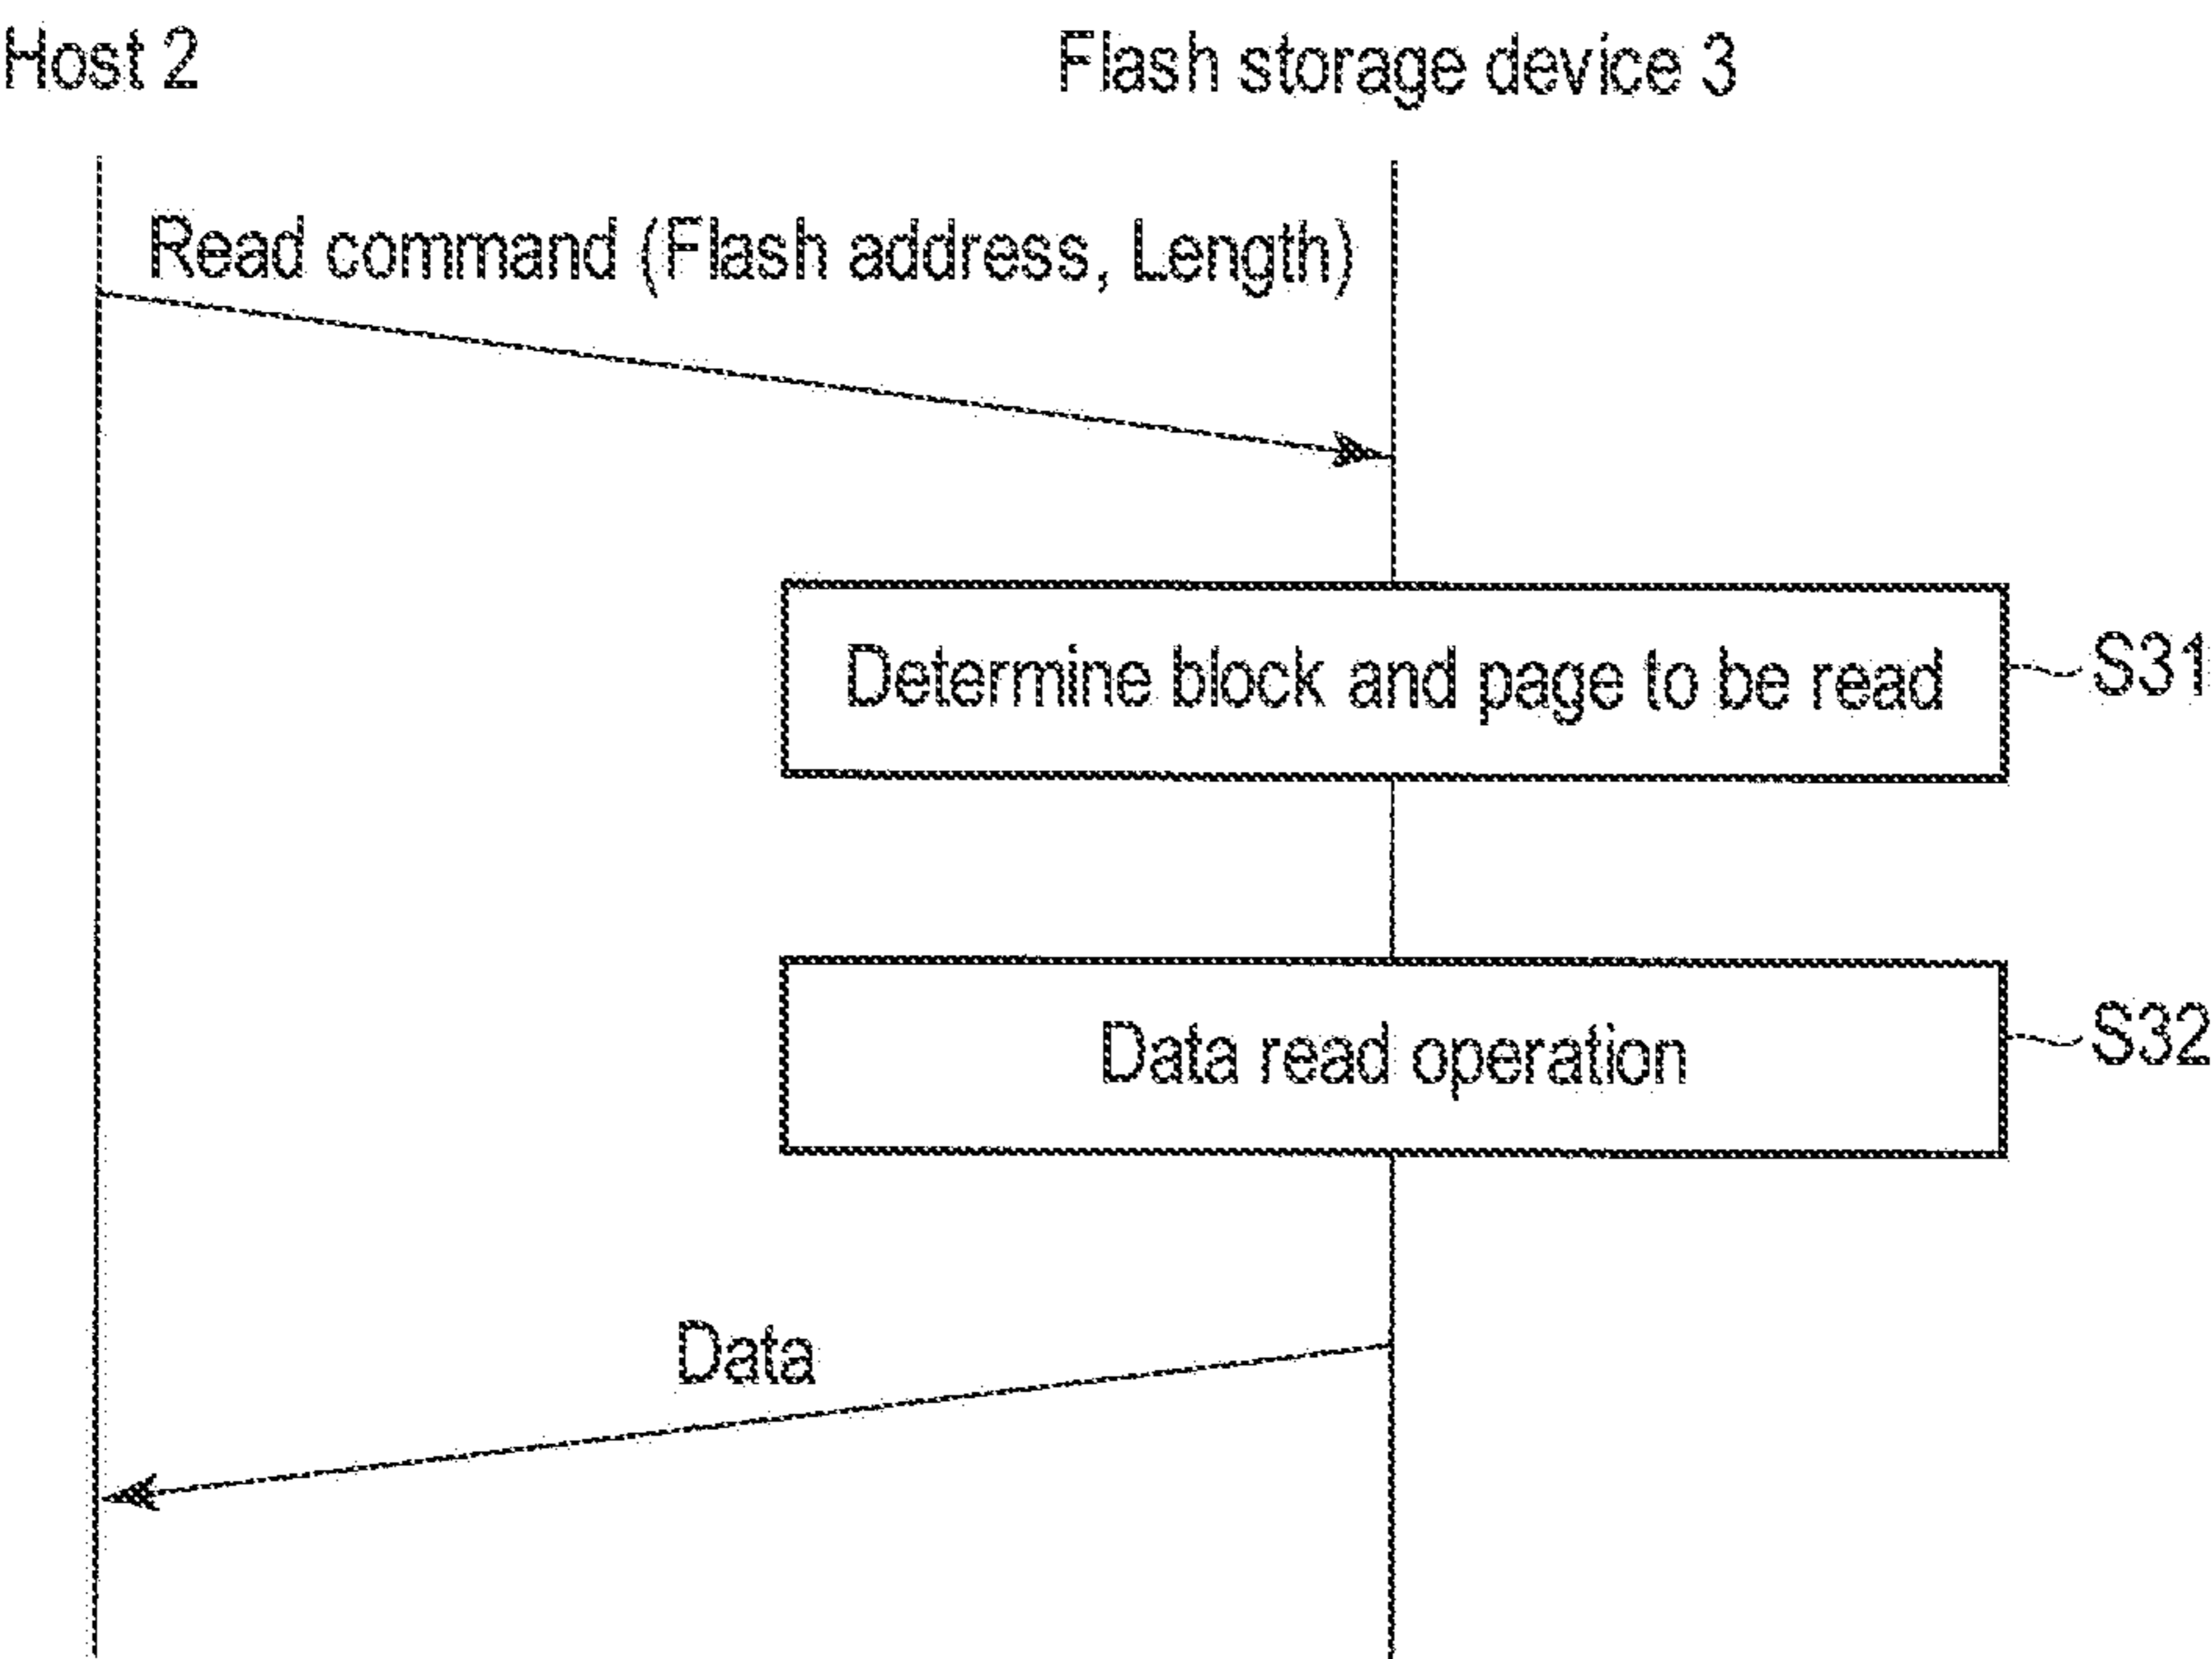 Host 2
Flash storage device 3
Read command (Flash address, Length)
Determine block and page to be read
S31
Data read operation
S32
Data